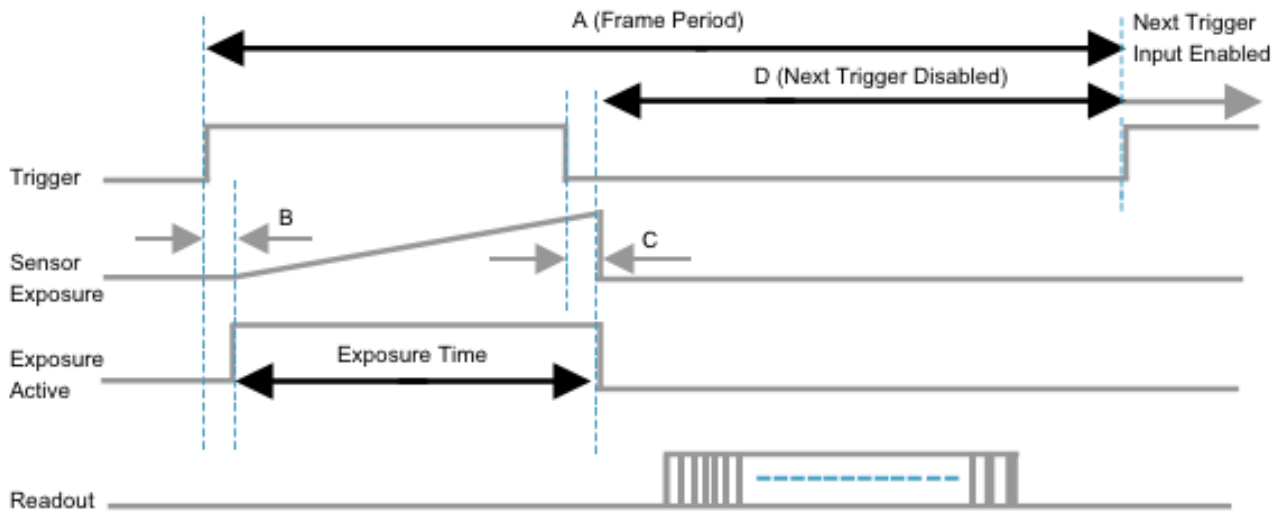 A (Frame Period)
Next Trigger
Input Enabled
D (Next Trigger Disabled)
Trigger
B
C
Sensor
Exposure
Exposure
Active
Exposure Time
Readout